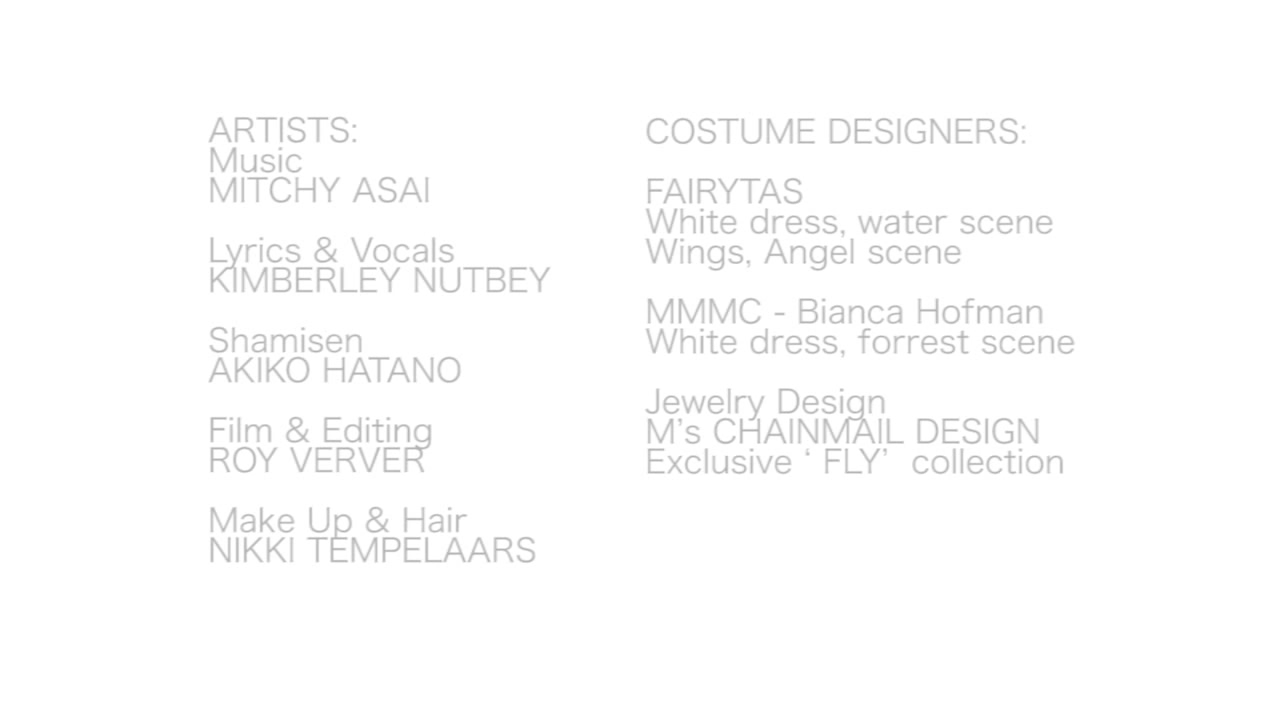 ARTISTS:
Music
MITCHY ASAI
Lyrics & Vocals
KIMBERLEY NUTBEY
Shamisen
AKIKO HATANO
Film & Editing
ROY VERVER
Make Up & Hair
NIKKI TEMPELAARS
COSTUME DESIGNERS:
FAIRYTAS
White dress, water scene
Wings, Angel scene
MMMC - Bianca Hofman
White dress, forrest scene
Jewelry Design
M’s CHAINMAIL DESIGN
Exclusive ‘ FLY’ collection